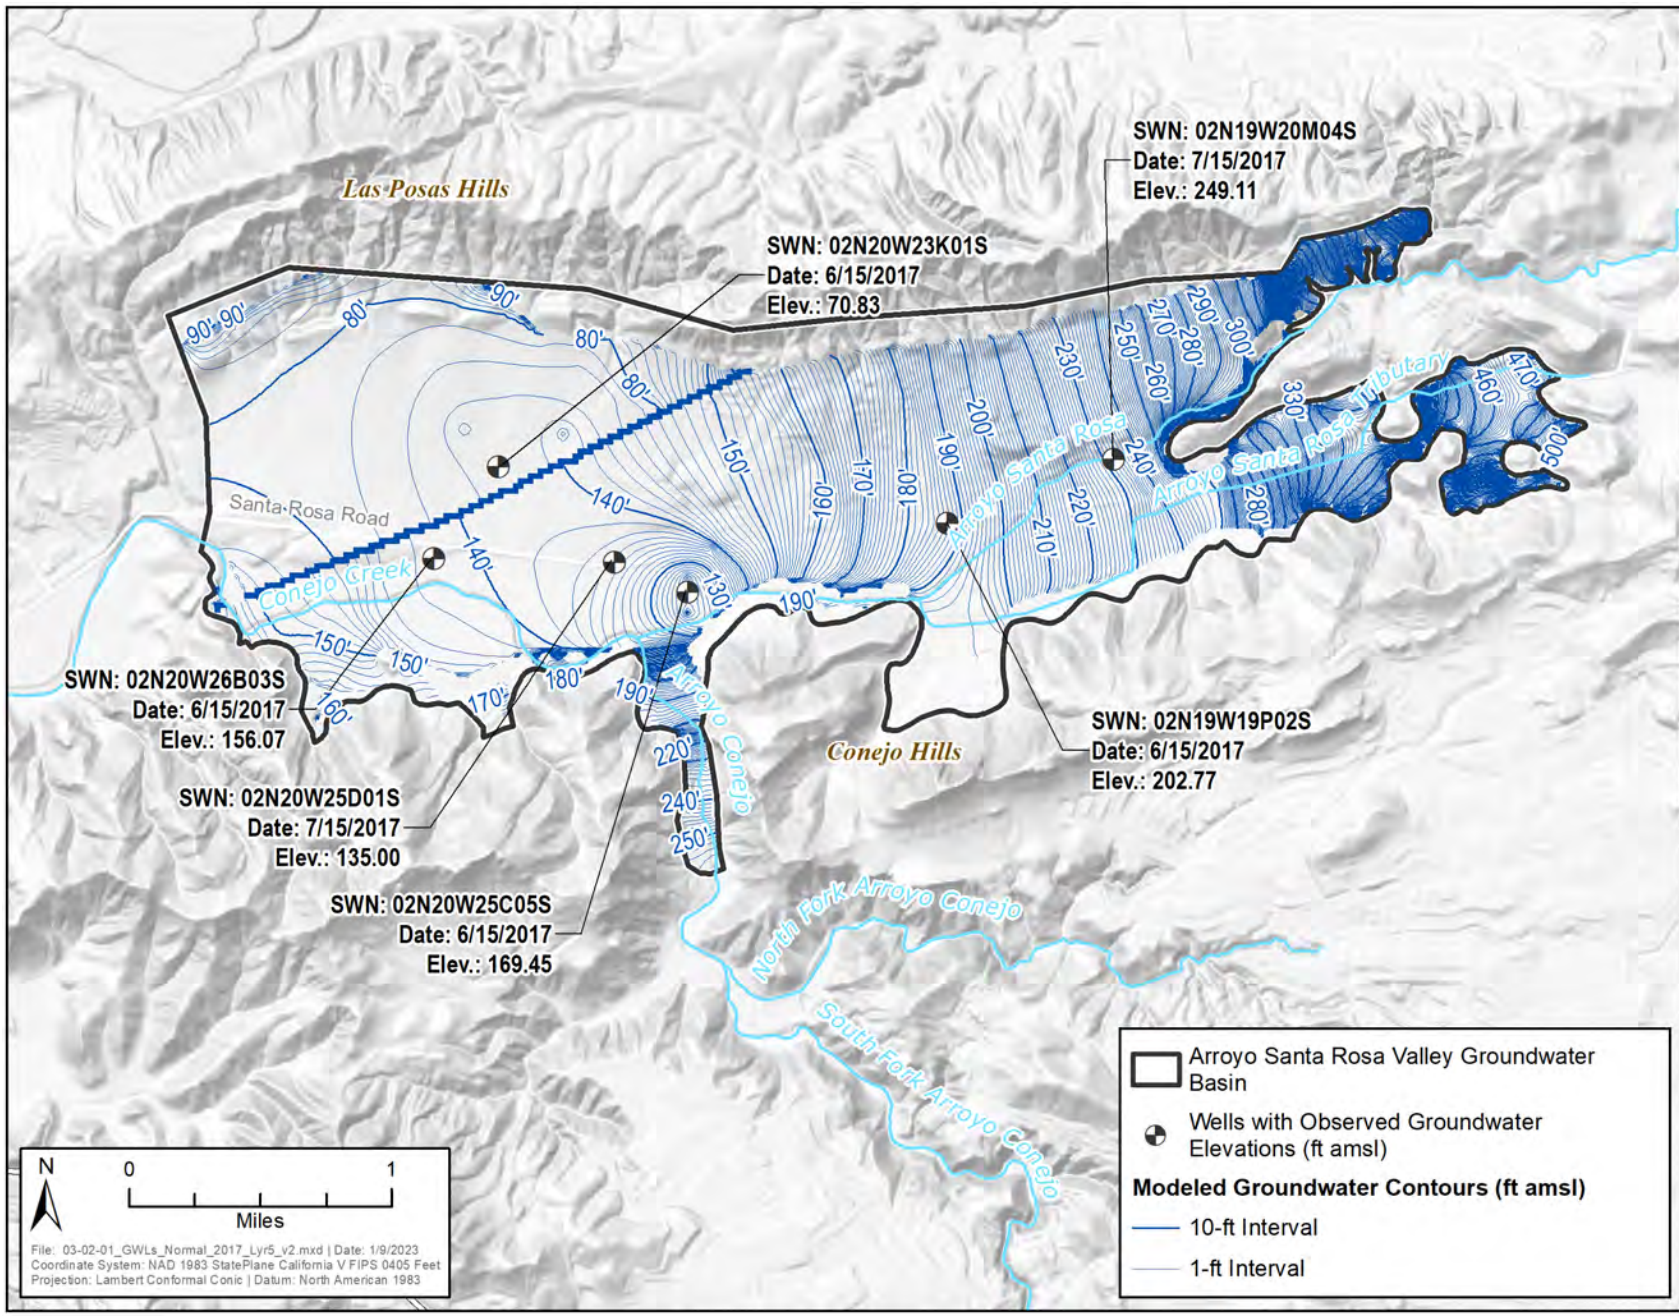 SWN: 02N19W20M04S
Date: 7/15/2017
Elev.: 249.11
Las Posas Hills
SWN: 02N20W23K01S
Date: 6/15/2017
Elev.: 70.83
90'
90'
80'
90'
80'
80'
150'
160'
170'
180'
190'
200'
230'
250'
270'
290'
300'
280'
260'
240'
220'
210'
330'
280'
460'
470'
500'
Arroyo Santa Rosa
Arroyo Santa Rosa Tributary
Santa Rosa Road
Conejo Creek
140'
140'
130'
190'
150'
150'
160'
170'
180'
190'
220'
240'
250'
Arroyo Conejo
SWN: 02N20W26B03S
Date: 6/15/2017
Elev.: 156.07
SWN: 02N20W25D01S
Date: 7/15/2017
Elev.: 135.00
SWN: 02N20W25C05S
Date: 6/15/2017
Elev.: 169.45
Conejo Hills
SWN: 02N19W19P02S
Date: 6/15/2017
Elev.: 202.77
North Fork Arroyo Conejo
South Fork Arroyo Conejo
N
0 1
Miles
File: 03-02-01_GWLs_Normal_2017_Lyr5_v2.mxd | Date: 1/9/2023
Coordinate System: NAD 1983 StatePlane California V FIPS 0405 Feet
Projection: Lambert Conformal Conic | Datum: North American 1983
Arroyo Santa Rosa Valley Groundwater
Basin
Wells with Observed Groundwater
Elevations (ft amsl)
Modeled Groundwater Contours (ft amsl)
10-ft Interval
1-ft Interval